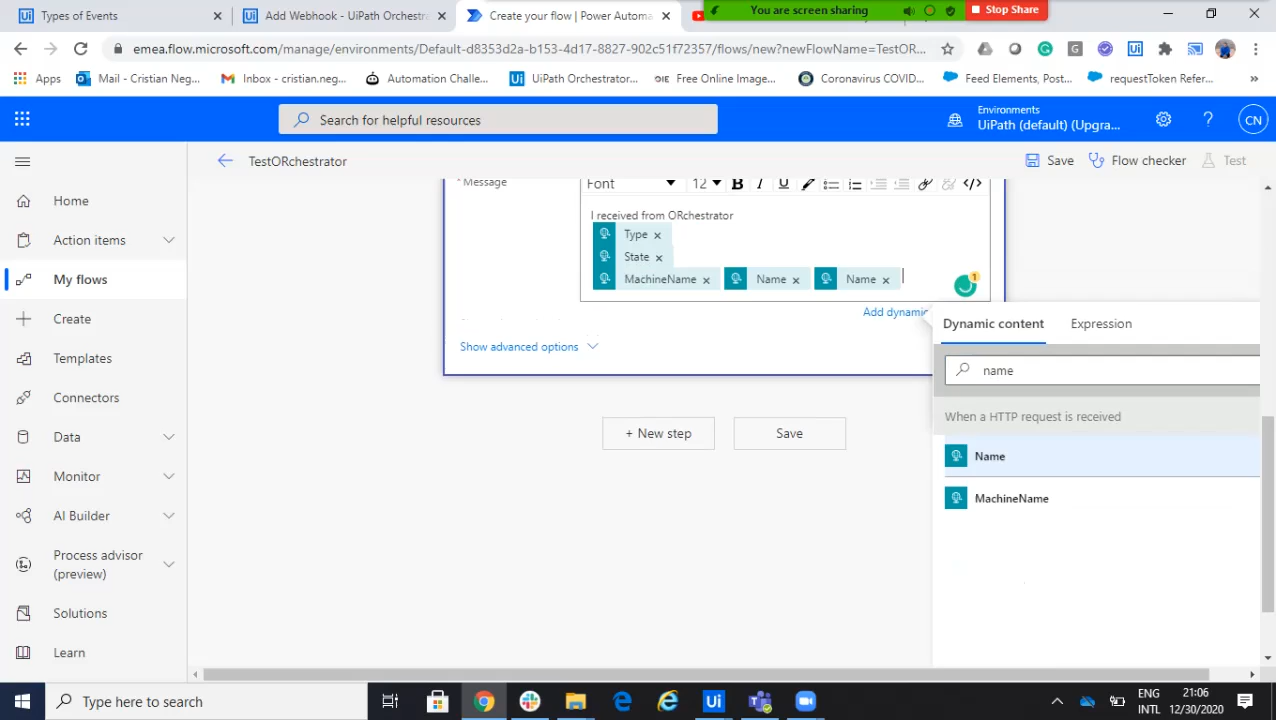 Types of Events
Add Webhook - UiPath Orchestr
Create your flow | Power Automa
You are screen sharing
Stop Share
emea.flow.microsoft.com/manage/environments/Default-d8353d2a-b153-4d17-8827-902c51f72357/flows/new?newFlowName=TestOR...
Apps
Mail - Cristian Neg...
Inbox - cristian.neg...
Automation Challe...
UiPath Orchestrator...
Free Online Image...
Coronavirus COVID...
Feed Elements, Post...
requestToken Refer...
»
Search for helpful resources
Environments
UiPath (default) (Upgra...
?
CN
TestORchestrator
Save
Flow checker
Test
Home
Action items
My flows
Create
Templates
Connectors
Data
Monitor
AI Builder
Process advisor
(preview)
Solutions
Learn
* Message
Font
12
B
I
U
</>
I received from ORchestrator
Type ×
State ×
MachineName × Name × Name ×
1
Add dynamic
Show advanced options
+ New step
Save
Dynamic content
Expression
name
When a HTTP request is received
Name
MachineName
Type here to search
ENG
INTL
21:06
12/30/2020